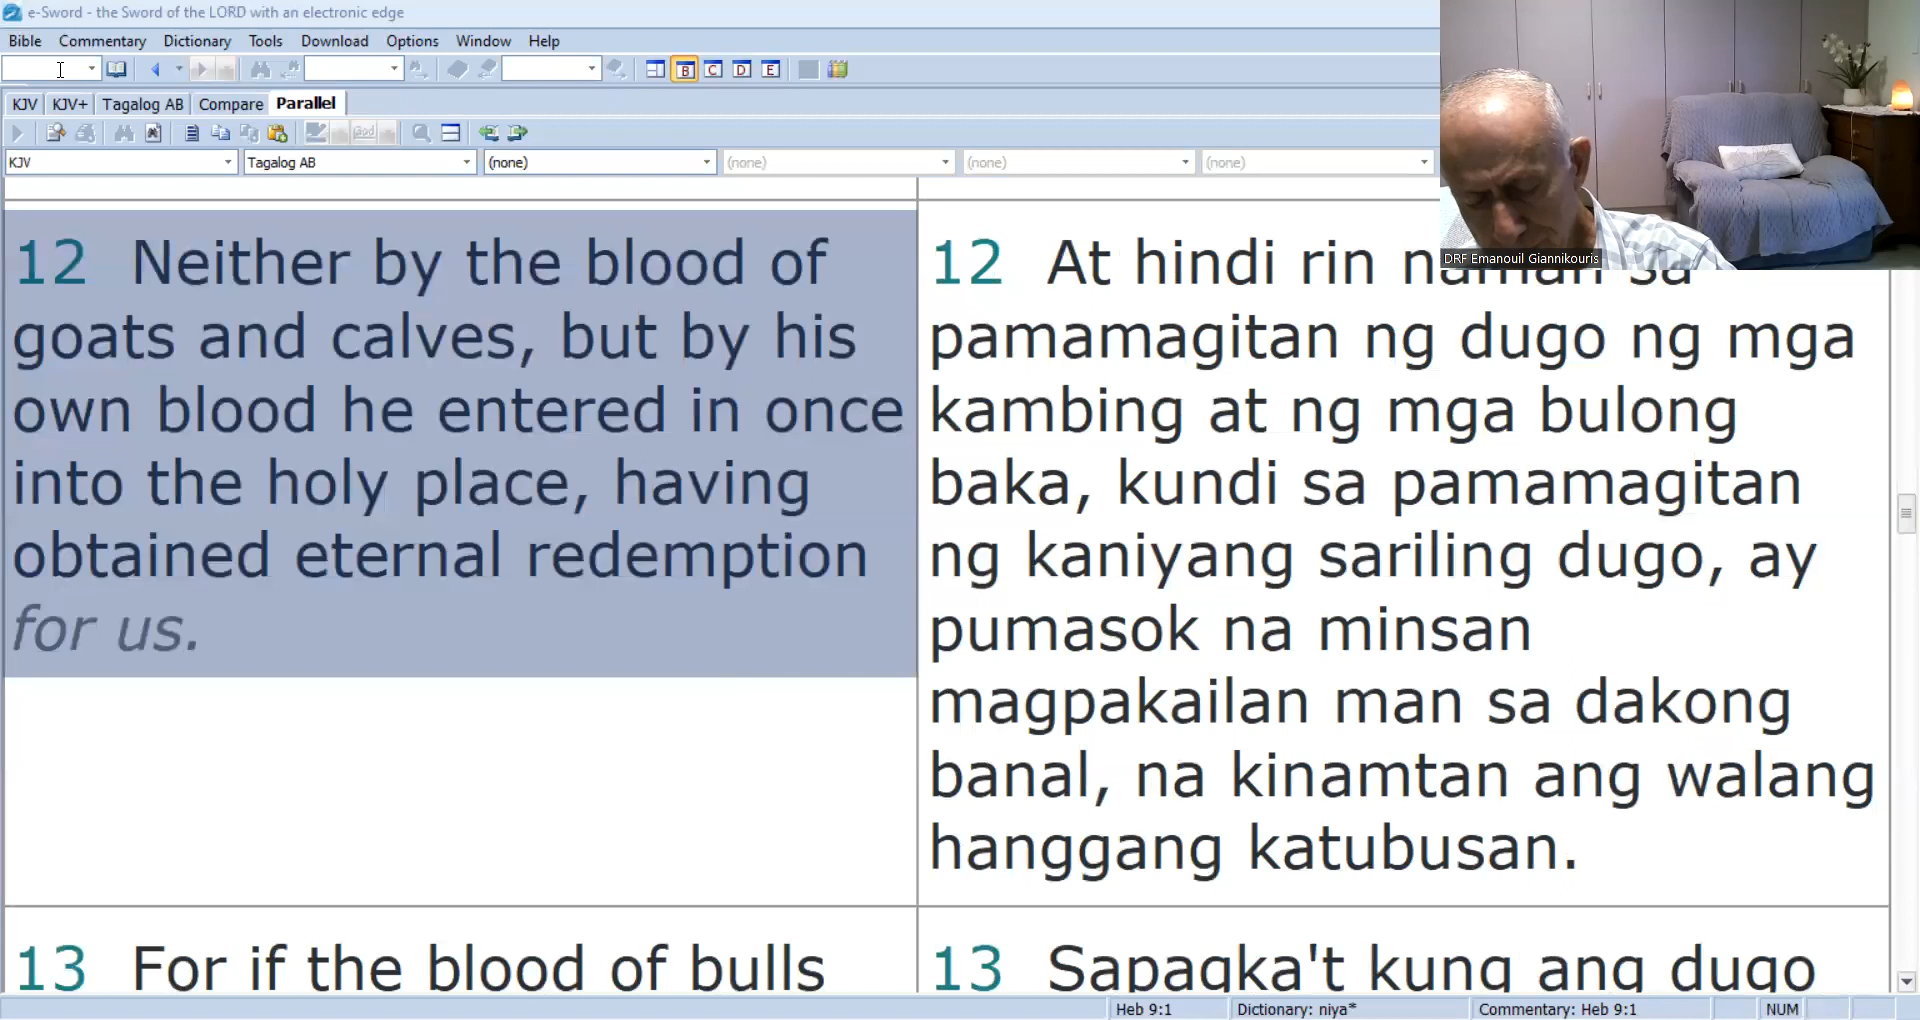 e-Sword - the Sword of the LORD with an electronic edge
Bible Commentary Dictionary Tools Download Options Window Help
B C D E
KJV KJV+ Tagalog AB Compare Parallel
KJV Tagalog AB (none) (none) (none) (none)
12 Neither by the blood of
goats and calves, but by his
own blood he entered in once
into the holy place, having
obtained eternal redemption
for us.
12 At hindi rin naman sa
pamamagitan ng dugo ng mga
kambing at ng mga bulong
baka, kundi sa pamamagitan
ng kaniyang sariling dugo, ay
pumasok na minsan
magpakailan man sa dakong
banal, na kinamtan ang walang
hanggang katubusan.
13 For if the blood of bulls
13 Sapagka't kung ang dugo
DRF Emanouil Giannikouris
Heb 9:1 Dictionary: niya* Commentary: Heb 9:1 NUM